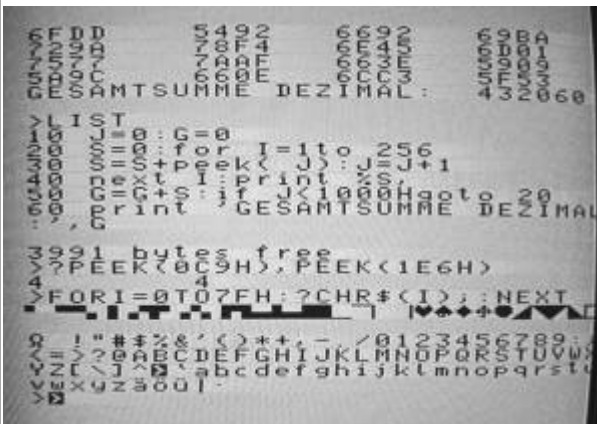 6FDD 5492 6692 69BA
729A 78F4 6E45 6D01
7577 7AAF 663E 5909
5A9C 660E 6CC3 5F53
GESAMTSUMME DEZIMAL: 432060
>LIST
10 J=0:G=0
20 S=0:for I=1to 256
30 S=S+peek( J):J=J+1
40 next I:print %S,
50 G=G+S:if J<1000Hgoto 20
60 print 'GESAMTSUMME DEZIMAL
:',G
3991 bytes free
>?PEEK(0C9H),PEEK(1E6H)
4 4
>FORI=0TO7FH:?CHR$(I);:NEXT
Ω !"#$%&'()*+,-./0123456789:;
<=>?@ABCDEFGHIJKLMNOPQRSTUVWX
YZ[\]^ `abcdefghijklmnopqrstu
vwxyzäöü|
>